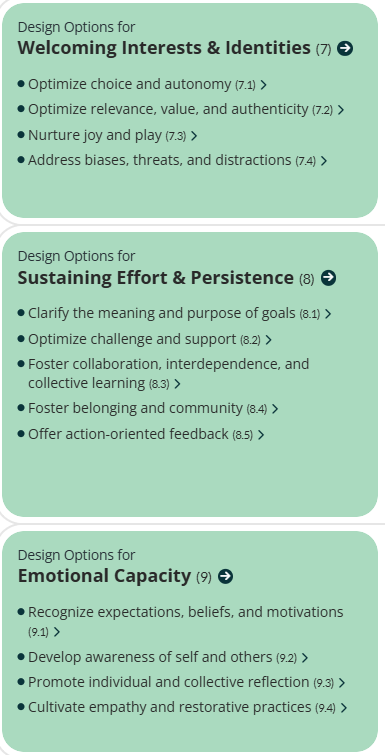 Design Options for
Welcoming Interests & Identities (7)
Optimize choice and autonomy (7.1)
Optimize relevance, value, and authenticity (7.2)
Nurture joy and play (7.3)
Address biases, threats, and distractions (7.4)
Design Options for
Sustaining Effort & Persistence (8)
Clarify the meaning and purpose of goals (8.1)
Optimize challenge and support (8.2)
Foster collaboration, interdependence, and
collective learning (8.3)
Foster belonging and community (8.4)
Offer action-oriented feedback (8.5)
Design Options for
Emotional Capacity (9)
Recognize expectations, beliefs, and motivations
(9.1)
Develop awareness of self and others (9.2)
Promote individual and collective reflection (9.3)
Cultivate empathy and restorative practices (9.4)